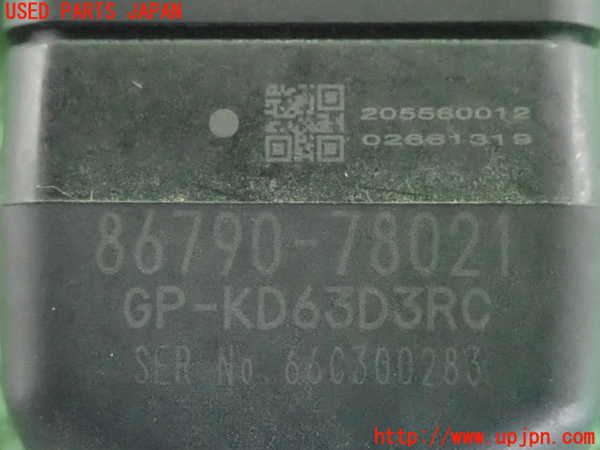 USED PARTS JAPAN
205560012
02681319
86790-78021
GP-KD63D3RC
SER No. 66C300283
http://www.upjpn.com